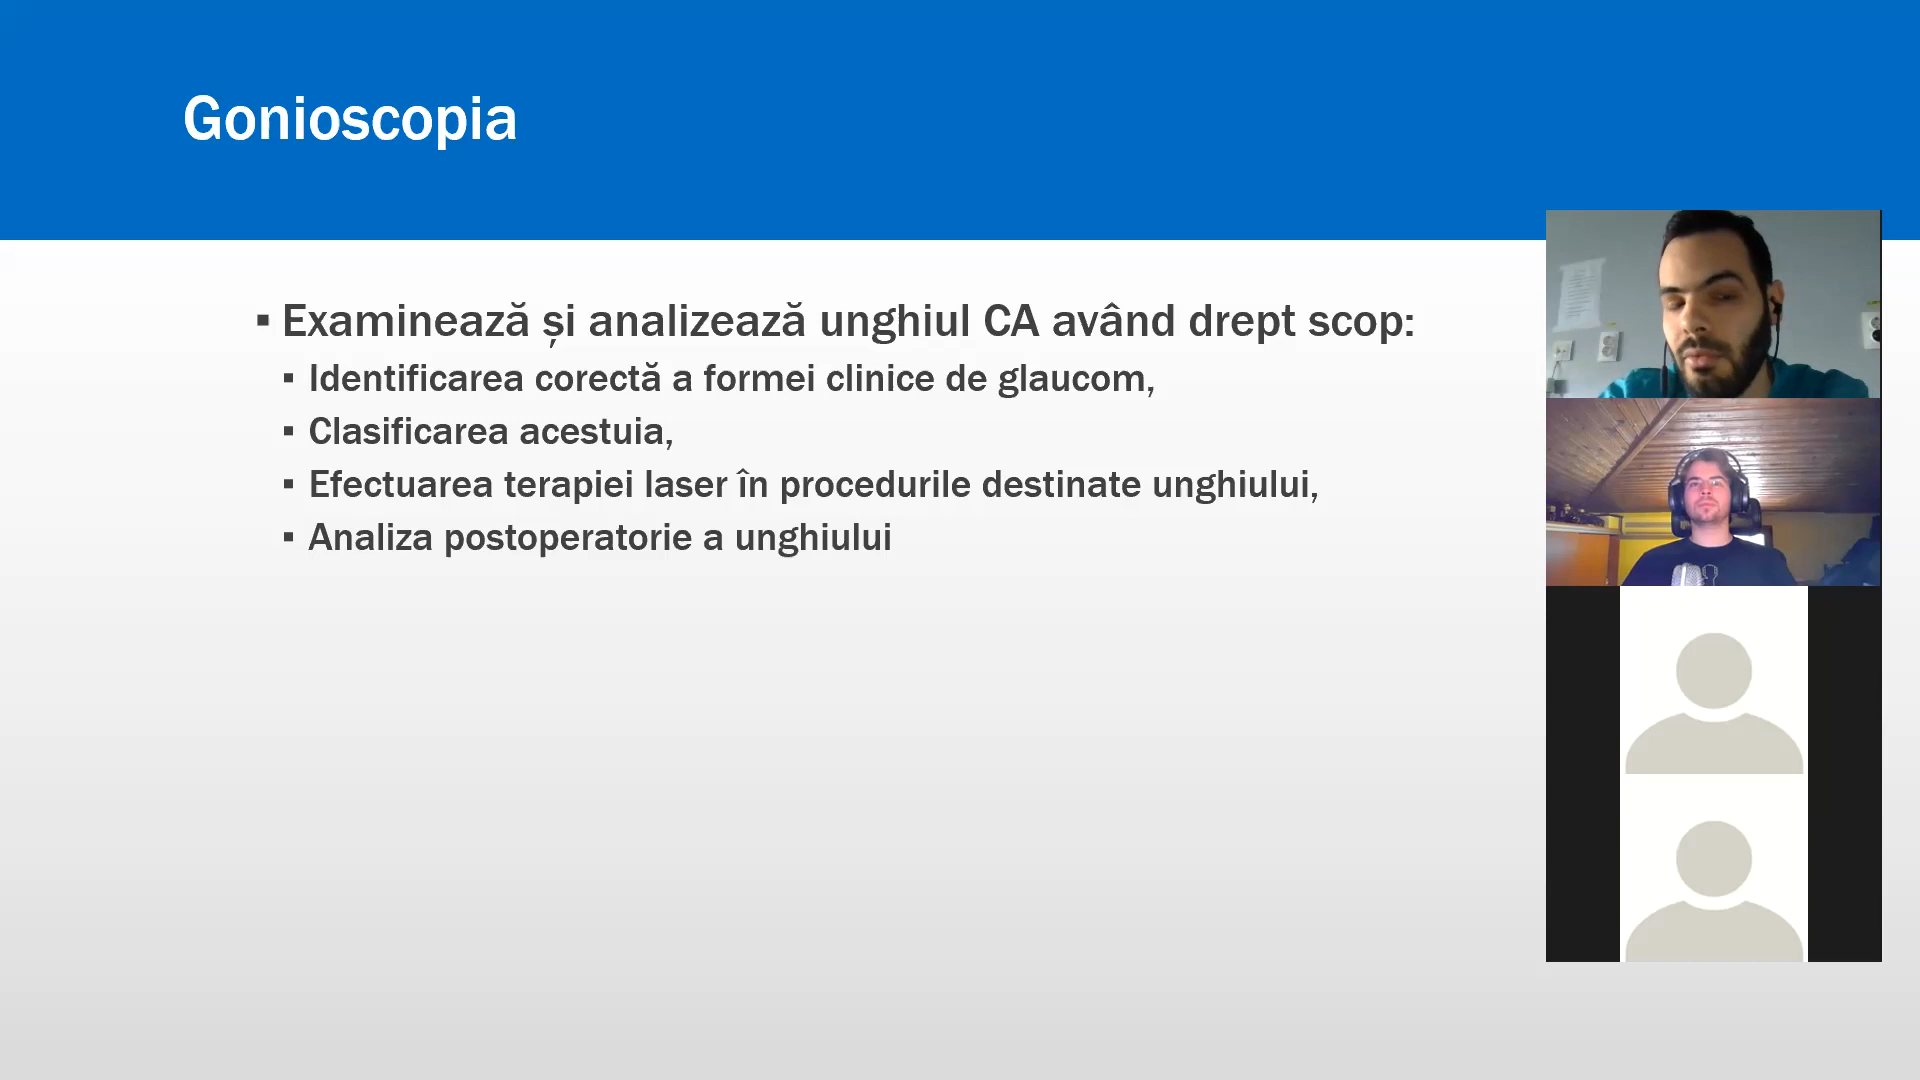 Gonioscopia
▪ Examinează și analizează unghiul CA având drept scop:
▪ Identificarea corectă a formei clinice de glaucom,
▪ Clasificarea acestuia,
▪ Efectuarea terapiei laser în procedurile destinate unghiului,
▪ Analiza postoperatorie a unghiului